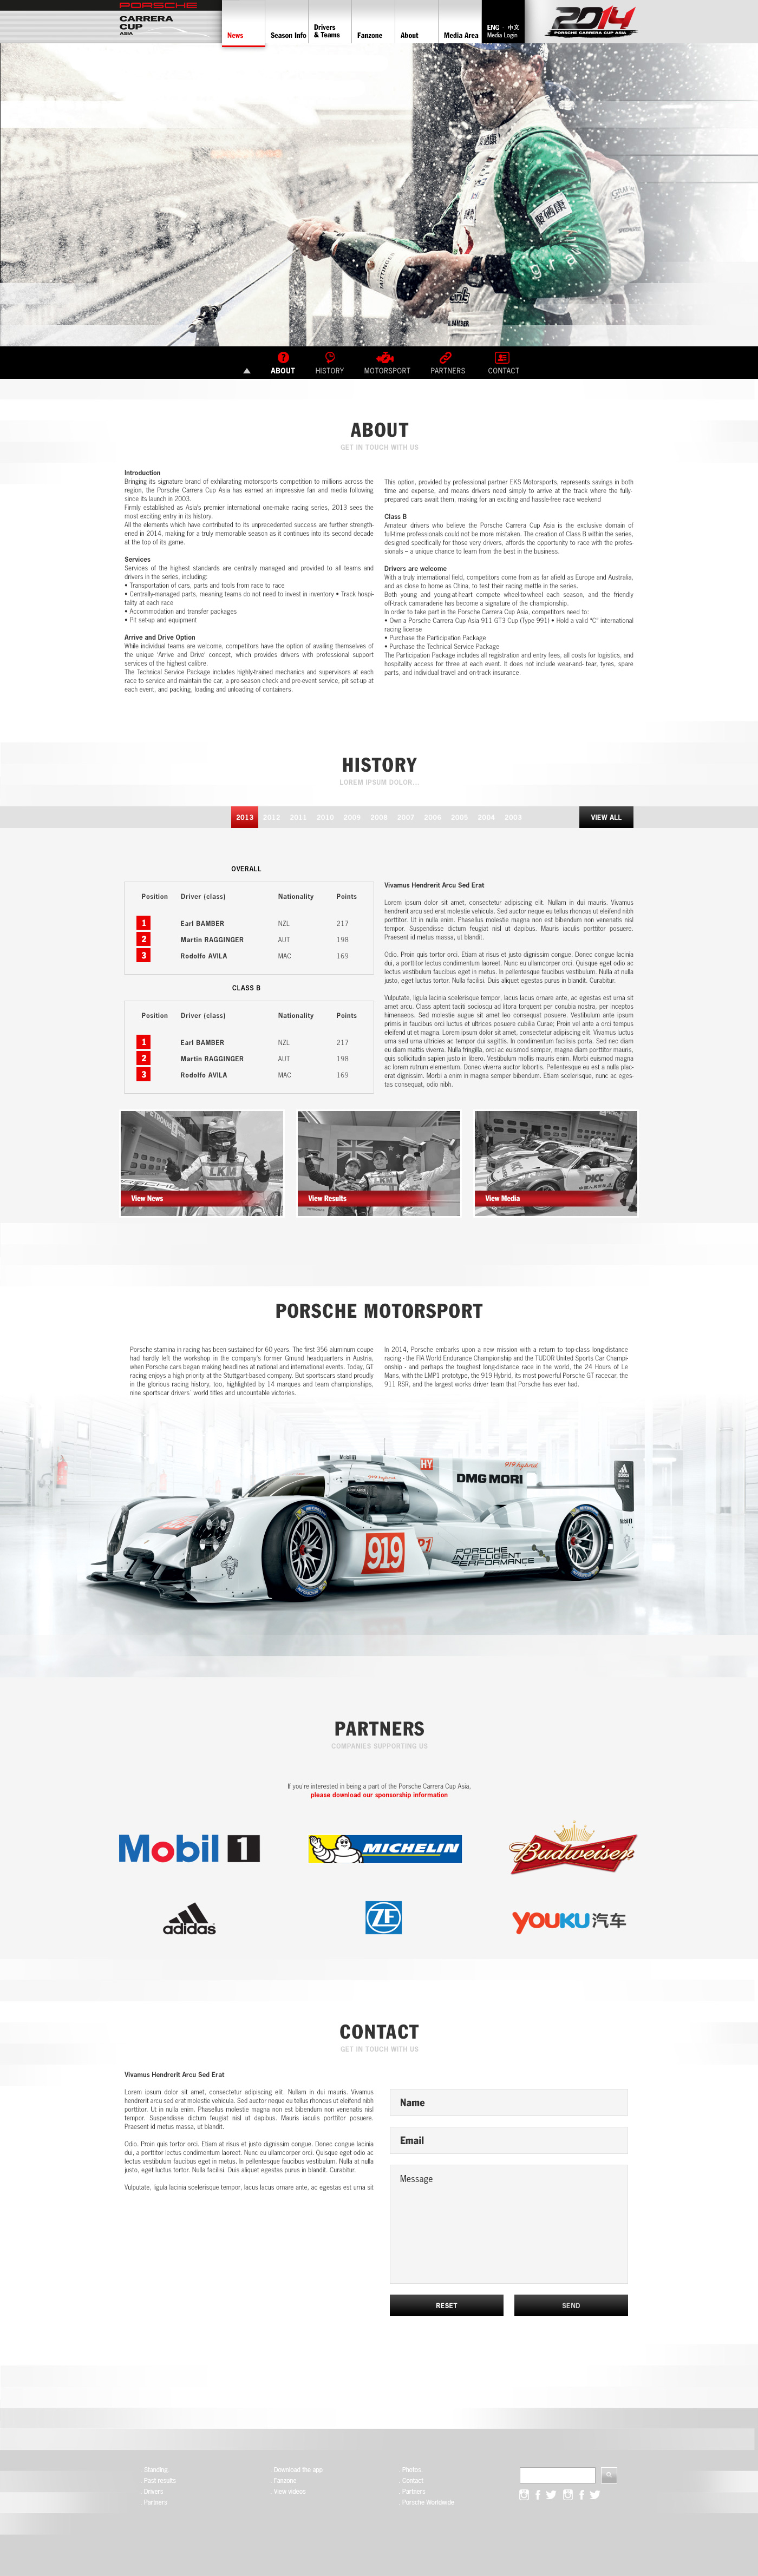 PORSCHE
CARRERA
CUP
ASIA
News
Season Info
Drivers
& Teams
Fanzone
About
Media Area
ENG · 中文
Media Login
2014
PORSCHE CARRERA CUP ASIA
ABOUT
HISTORY
MOTORSPORT
PARTNERS
CONTACT
ABOUT
GET IN TOUCH WITH US
Introduction
Bringing its signature brand of exhilarating motorsports competition to millions across the
region, the Porsche Carrera Cup Asia has earned an impressive fan and media following
since its launch in 2003.
Firmly established as Asia's premier international one-make racing series, 2013 sees the
most exciting entry in its history.
All the elements which have contributed to its unprecedented success are further strength-
ened in 2014, making for a truly memorable season as it continues into its second decade
at the top of its game.
Services
Services of the highest standards are centrally managed and provided to all teams and
drivers in the series, including:
• Transportation of cars, parts and tools from race to race
• Centrally-managed parts, meaning teams do not need to invest in inventory • Track hospi-
tality at each race
• Accommodation and transfer packages
• Pit set-up and equipment
Arrive and Drive Option
While individual teams are welcome, competitors have the option of availing themselves of
the unique 'Arrive and Drive' concept, which provides drivers with professional support
services of the highest calibre.
The Technical Service Package includes highly-trained mechanics and supervisors at each
race to service and maintain the car, a pre-season check and pre-event service, pit set-up at
each event, and packing, loading and unloading of containers.
This option, provided by professional partner EKS Motorsports, represents savings in both
time and expense, and means drivers need simply to arrive at the track where the fully-
prepared cars await them, making for an exciting and hassle-free race weekend
Class B
Amateur drivers who believe the Porsche Carrera Cup Asia is the exclusive domain of
full-time professionals could not be more mistaken. The creation of Class B within the series,
designed specifically for those very drivers, affords the opportunity to race with the profes-
sionals – a unique chance to learn from the best in the business.
Drivers are welcome
With a truly international field, competitors come from as far afield as Europe and Australia,
and as close to home as China, to test their racing mettle in the series.
Both young and young-at-heart compete wheel-to-wheel each season, and the friendly
off-track camaraderie has become a signature of the championship.
In order to take part in the Porsche Carrera Cup Asia, competitors need to:
• Own a Porsche Carrera Cup Asia 911 GT3 Cup (Type 991) • Hold a valid "C" international
racing license
• Purchase the Participation Package
• Purchase the Technical Service Package
The Participation Package includes all registration and entry fees, all costs for logistics, and
hospitality access for three at each event. It does not include wear-and- tear, tyres, spare
parts, and individual travel and on-track insurance.
HISTORY
LOREM IPSUM DOLOR...
2013 2012 2011 2010 2009 2008 2007 2006 2005 2004 2003
VIEW ALL
OVERALL
Position Driver (class) Nationality Points
1 Earl BAMBER NZL 217
2 Martin RAGGINGER AUT 198
3 Rodolfo AVILA MAC 169
CLASS B
Position Driver (class) Nationality Points
1 Earl BAMBER NZL 217
2 Martin RAGGINGER AUT 198
3 Rodolfo AVILA MAC 169
Vivamus Hendrerit Arcu Sed Erat
Lorem ipsum dolor sit amet, consectetur adipiscing elit. Nullam in dui mauris. Vivamus
hendrerit arcu sed erat molestie vehicula. Sed auctor neque eu tellus rhoncus ut eleifend nibh
porttitor. Ut in nulla enim. Phasellus molestie magna non est bibendum non venenatis nisl
tempor. Suspendisse dictum feugiat nisl ut dapibus. Mauris iaculis porttitor posuere.
Praesent id metus massa, ut blandit.
Odio. Proin quis tortor orci. Etiam at risus et justo dignissim congue. Donec congue lacinia
dui, a porttitor lectus condimentum laoreet. Nunc eu ullamcorper orci. Quisque eget odio ac
lectus vestibulum faucibus eget in metus. In pellentesque faucibus vestibulum. Nulla at nulla
justo, eget luctus tortor. Nulla facilisi. Duis aliquet egestas purus in blandit. Curabitur.
Vulputate, ligula lacinia scelerisque tempor, lacus lacus ornare ante, ac egestas est urna sit
amet arcu. Class aptent taciti sociosqu ad litora torquent per conubia nostra, per inceptos
himenaeos. Sed molestie augue sit amet leo consequat posuere. Vestibulum ante ipsum
primis in faucibus orci luctus et ultrices posuere cubilia Curae; Proin vel ante a orci tempus
eleifend ut et magna. Lorem ipsum dolor sit amet, consectetur adipiscing elit. Vivamus luctus
urna sed urna ultricies ac tempor dui sagittis. In condimentum facilisis porta. Sed nec diam
eu diam mattis viverra. Nulla fringilla, orci ac euismod semper, magna diam porttitor mauris,
quis sollicitudin sapien justo in libero. Vestibulum mollis mauris enim. Morbi euismod magna
ac lorem rutrum elementum. Donec viverra auctor lobortis. Pellentesque eu est a nulla plac-
erat dignissim. Morbi a enim in magna semper bibendum. Etiam scelerisque, nunc ac eges-
tas consequat, odio nibh.
LKM
PICC
View News
View Results
View Media
PORSCHE MOTORSPORT
Porsche stamina in racing has been sustained for 60 years. The first 356 aluminum coupe
had hardly left the workshop in the company's former Gmund headquarters in Austria,
when Porsche cars began making headlines at national and international events. Today, GT
racing enjoys a high priority at the Stuttgart-based company. But sportscars stand proudly
in the glorious racing history, too, highlighted by 14 marques and team championships,
nine sportscar drivers' world titles and uncountable victories.
In 2014, Porsche embarks upon a new mission with a return to top-class long-distance
racing - the FIA World Endurance Championship and the TUDOR United Sports Car Champi-
onship - and perhaps the toughest long-distance race in the world, the 24 Hours of Le
Mans, with the LMP1 prototype, the 919 Hybrid, its most powerful Porsche GT racecar, the
911 RSR, and the largest works driver team that Porsche has ever had.
HY
919 hybrid
DMG MORI
adidas
Mobil 1
919
P1
PORSCHE
INTELLIGENT
PERFORMANCE
PARTNERS
COMPANIES SUPPORTING US
If you're interested in being a part of the Porsche Carrera Cup Asia,
please download our sponsorship information
Mobil 1
MICHELIN
Budweiser
adidas
ZF
YOUKU 汽车
CONTACT
GET IN TOUCH WITH US
Vivamus Hendrerit Arcu Sed Erat
Lorem ipsum dolor sit amet, consectetur adipiscing elit. Nullam in dui mauris. Vivamus
hendrerit arcu sed erat molestie vehicula. Sed auctor neque eu tellus rhoncus ut eleifend nibh
porttitor. Ut in nulla enim. Phasellus molestie magna non est bibendum non venenatis nisl
tempor. Suspendisse dictum feugiat nisl ut dapibus. Mauris iaculis porttitor posuere.
Praesent id metus massa, ut blandit.
Odio. Proin quis tortor orci. Etiam at risus et justo dignissim congue. Donec congue lacinia
dui, a porttitor lectus condimentum laoreet. Nunc eu ullamcorper orci. Quisque eget odio ac
lectus vestibulum faucibus eget in metus. In pellentesque faucibus vestibulum. Nulla at nulla
justo, eget luctus tortor. Nulla facilisi. Duis aliquet egestas purus in blandit. Curabitur.
Vulputate, ligula lacinia scelerisque tempor, lacus lacus ornare ante, ac egestas est urna sit
Name
Email
Message
RESET
SEND
Standing
Past results
Drivers
Partners
Download the app
Fanzone
View videos
Photos
Contact
Partners
Porsche Worldwide